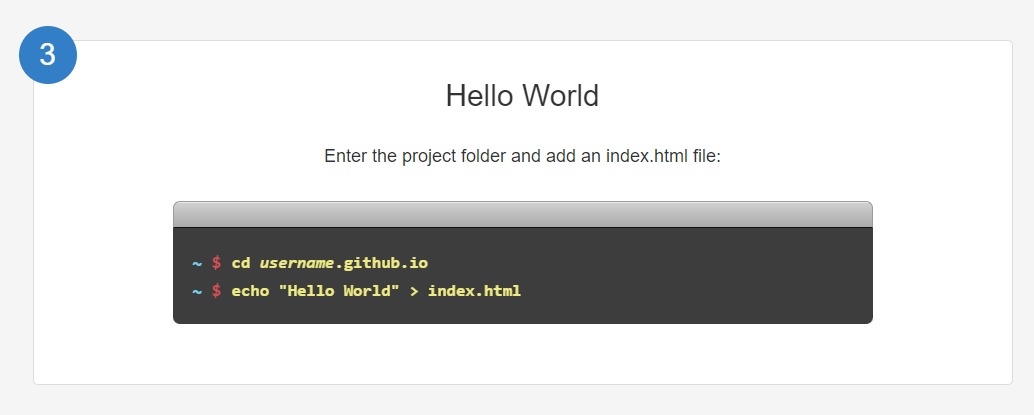 3
Hello World
Enter the project folder and add an index.html file:
~ $ cd username.github.io
~ $ echo "Hello World" > index.html